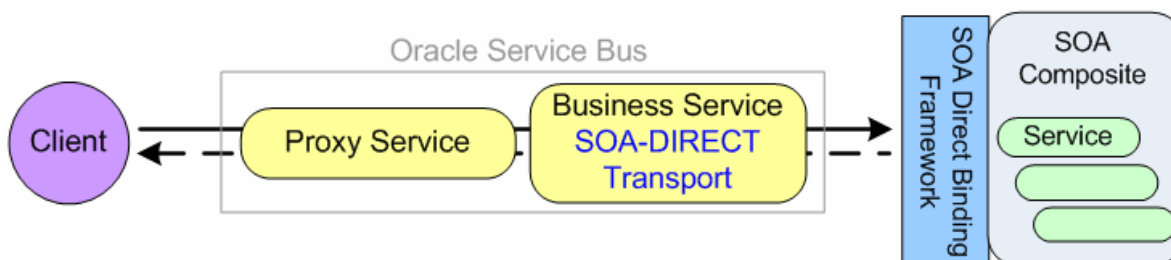 Oracle Service Bus
Client
Proxy Service
Business Service
SOA-DIRECT
Transport
SOA Direct Binding
Framework
SOA
Composite
Service